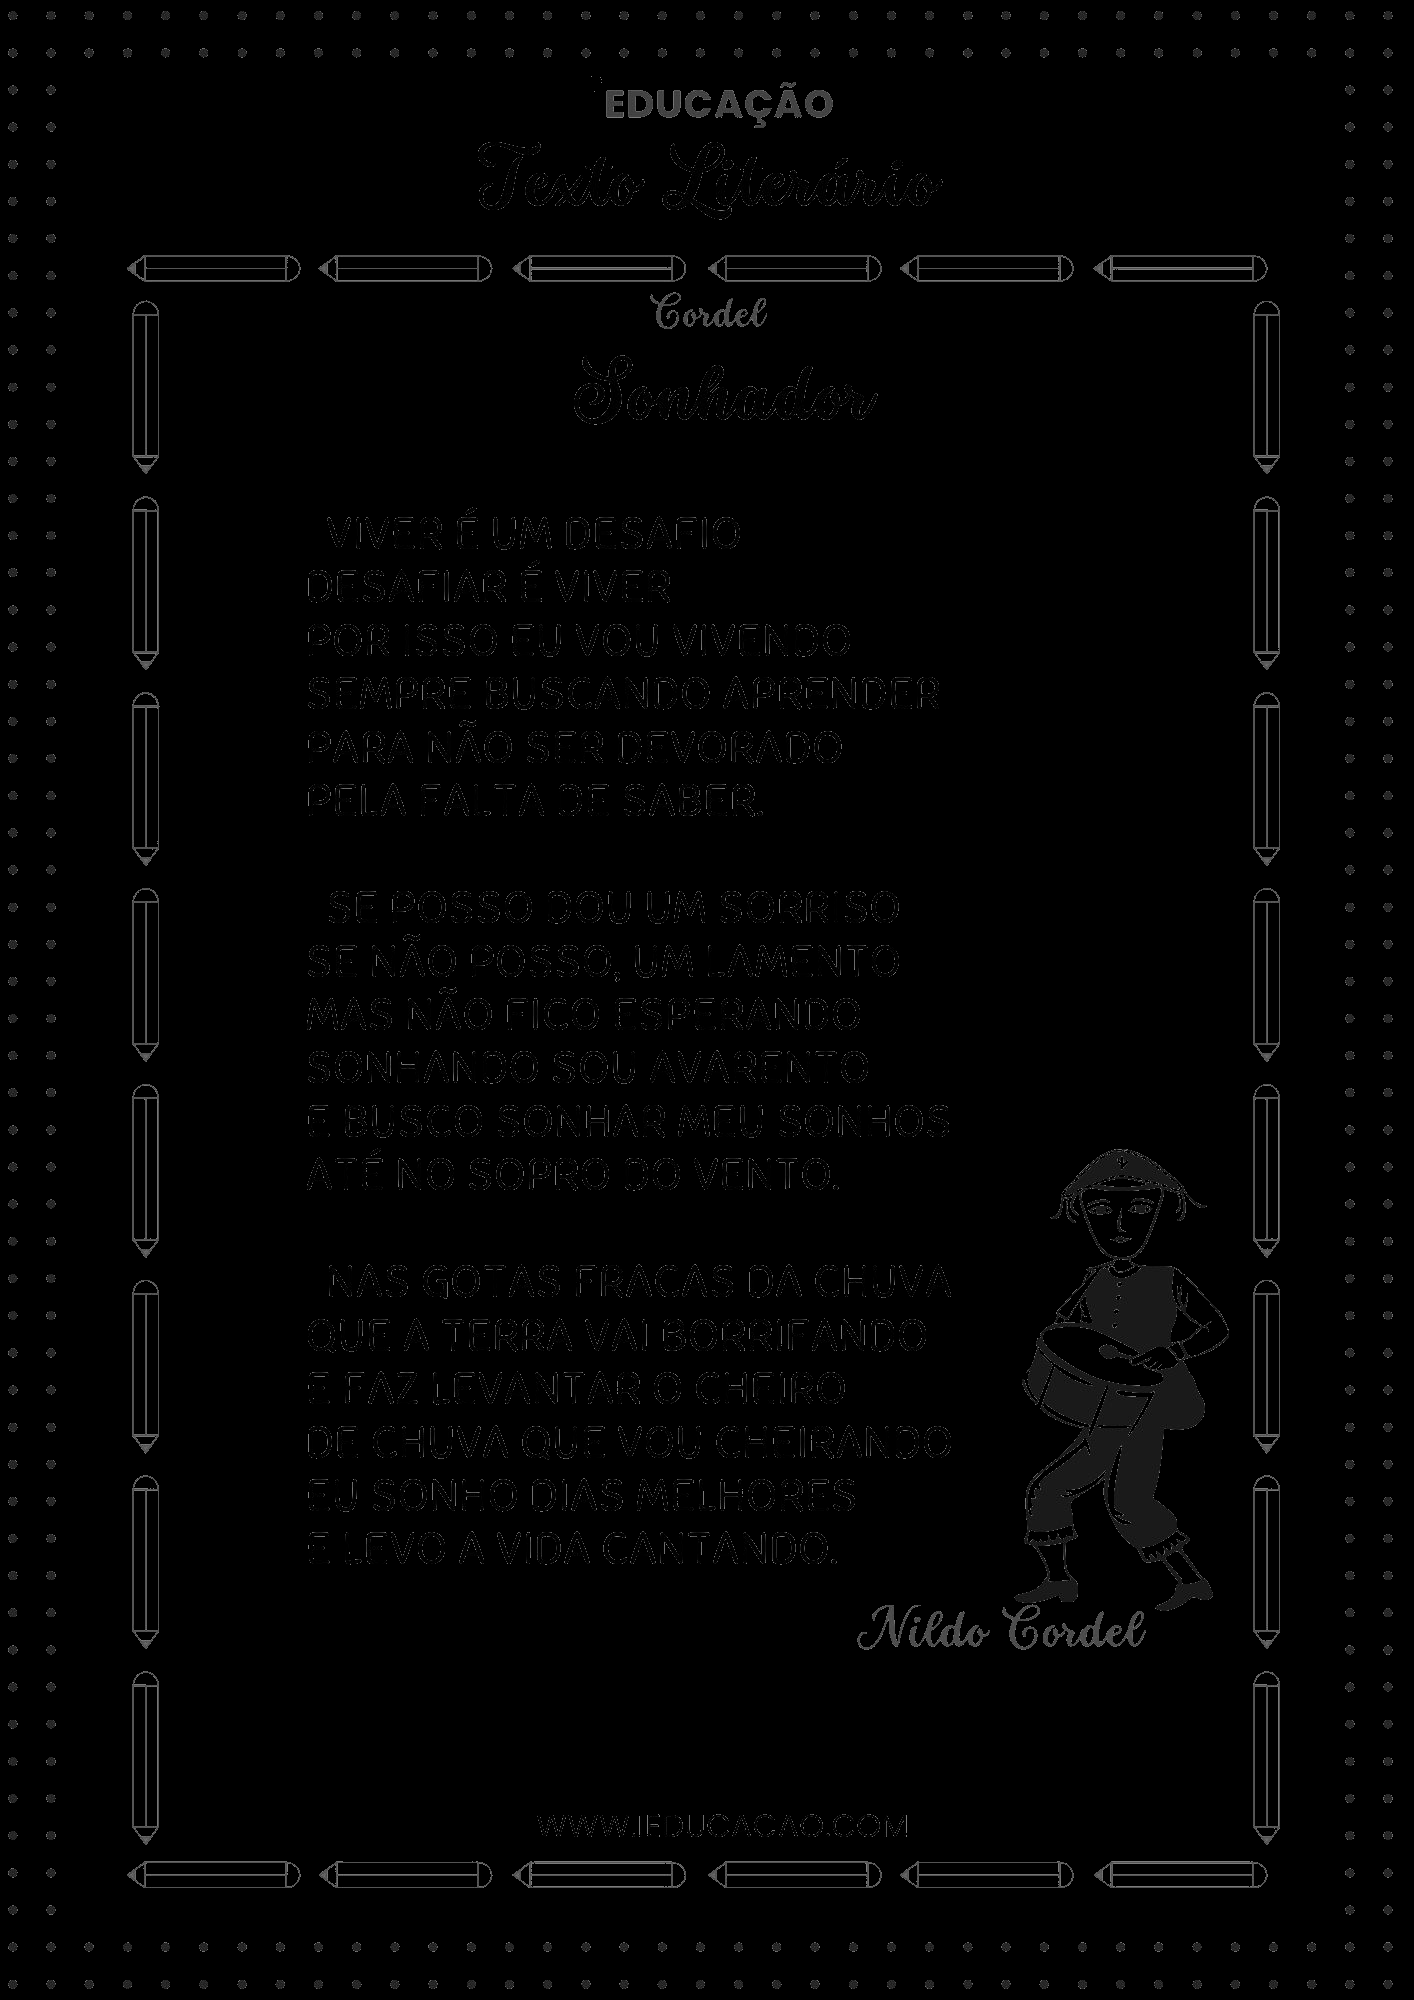 IEDUCAÇÃO
Texto Literário
Cordel
Sonhador
VIVER É UM DESAFIO
DESAFIAR É VIVER
POR ISSO EU VOU VIVENDO
SEMPRE BUSCANDO APRENDER
PARA NÃO SER DEVORADO
PELA FALTA DE SABER.
SE POSSO DOU UM SORRISO
SE NÃO POSSO, UM LAMENTO
MAS NÃO FICO ESPERANDO
SONHANDO SOU AVARENTO
E BUSCO SONHAR MEU SONHOS
ATÉ NO SOPRO DO VENTO.
NAS GOTAS FRACAS DA CHUVA
QUE A TERRA VAI BORRIFANDO
E FAZ LEVANTAR O CHEIRO
DE CHUVA QUE VOU CHEIRANDO
EU SONHO DIAS MELHORES
E LEVO A VIDA CANTANDO.
Nildo Cordel
WWW.IEDUCACAO.COM